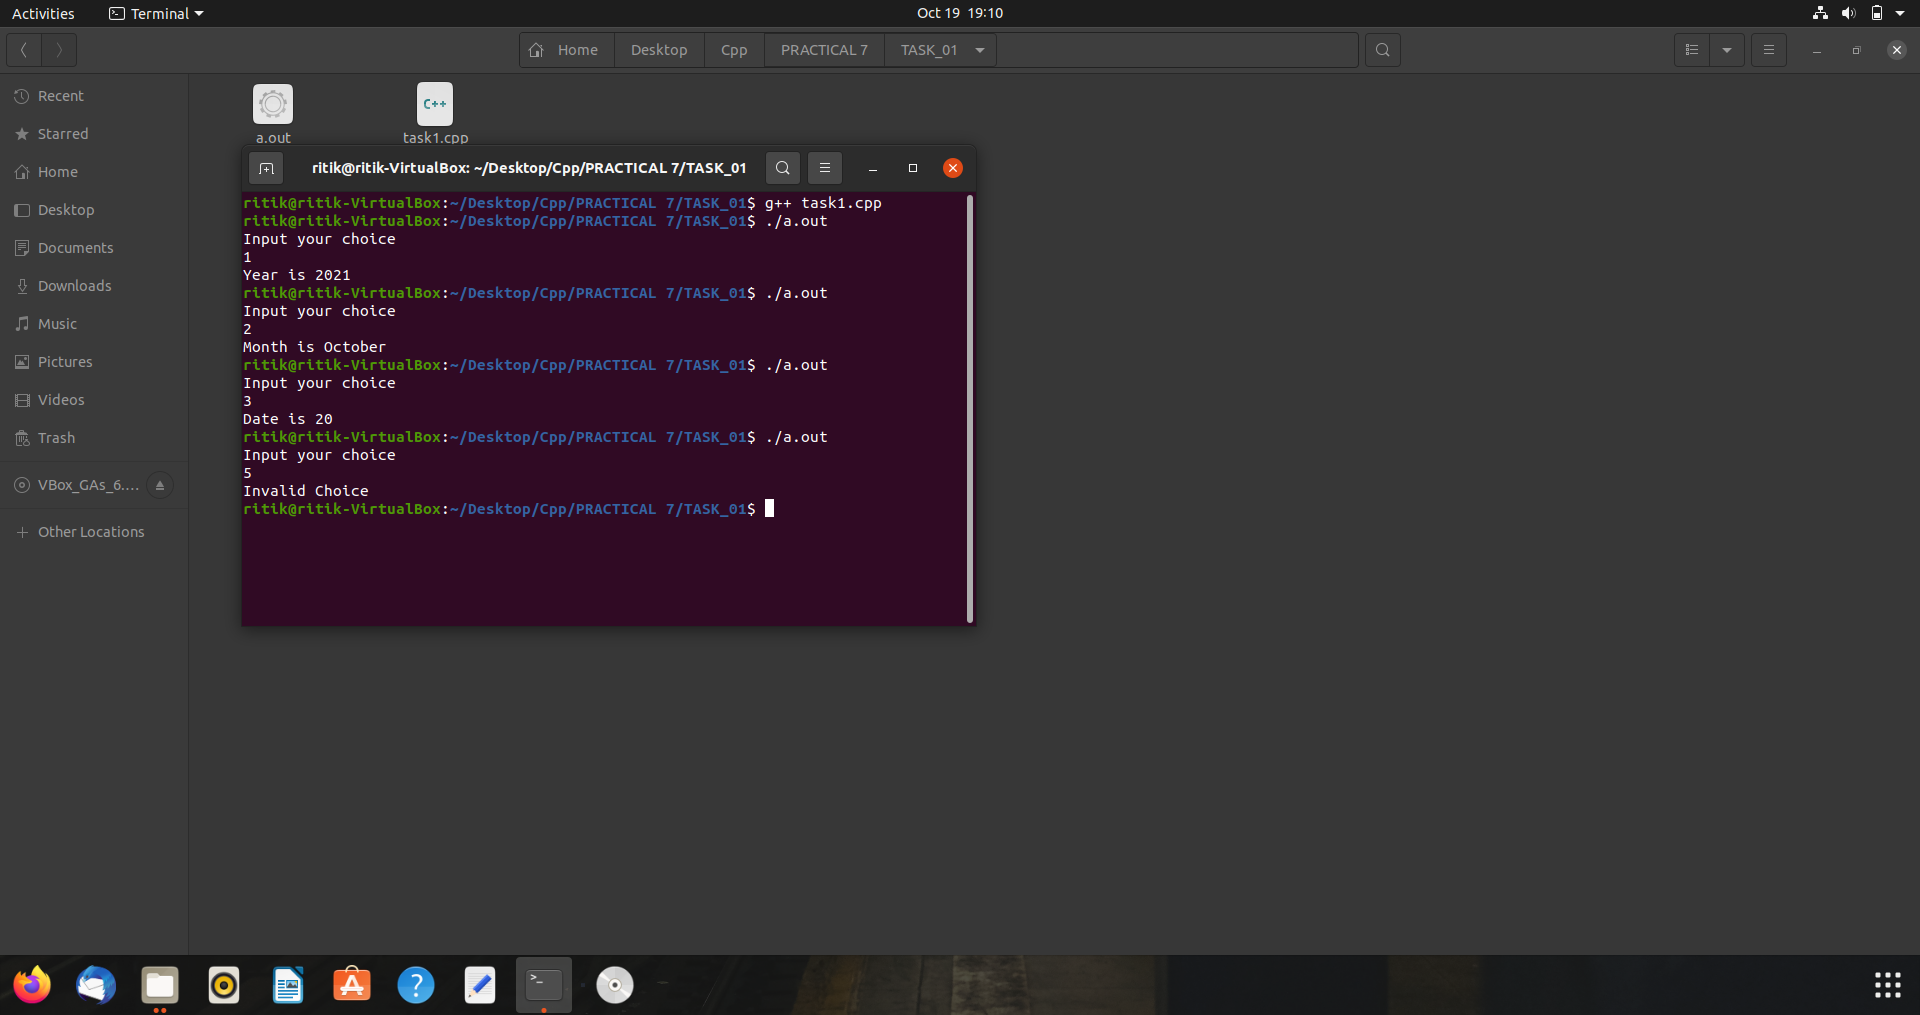 Activities Terminal Oct 19 19:10
Home Desktop Cpp PRACTICAL 7 TASK_01
Recent
Starred
Home
Desktop
Documents
Downloads
Music
Pictures
Videos
Trash
VBox_GAs_6....
Other Locations
a.out task1.cpp
C++
ritik@ritik-VirtualBox: ~/Desktop/Cpp/PRACTICAL 7/TASK_01
ritik@ritik-VirtualBox:~/Desktop/Cpp/PRACTICAL 7/TASK_01$ g++ task1.cpp
ritik@ritik-VirtualBox:~/Desktop/Cpp/PRACTICAL 7/TASK_01$ ./a.out
Input your choice
1
Year is 2021
ritik@ritik-VirtualBox:~/Desktop/Cpp/PRACTICAL 7/TASK_01$ ./a.out
Input your choice
2
Month is October
ritik@ritik-VirtualBox:~/Desktop/Cpp/PRACTICAL 7/TASK_01$ ./a.out
Input your choice
3
Date is 20
ritik@ritik-VirtualBox:~/Desktop/Cpp/PRACTICAL 7/TASK_01$ ./a.out
Input your choice
5
Invalid Choice
ritik@ritik-VirtualBox:~/Desktop/Cpp/PRACTICAL 7/TASK_01$